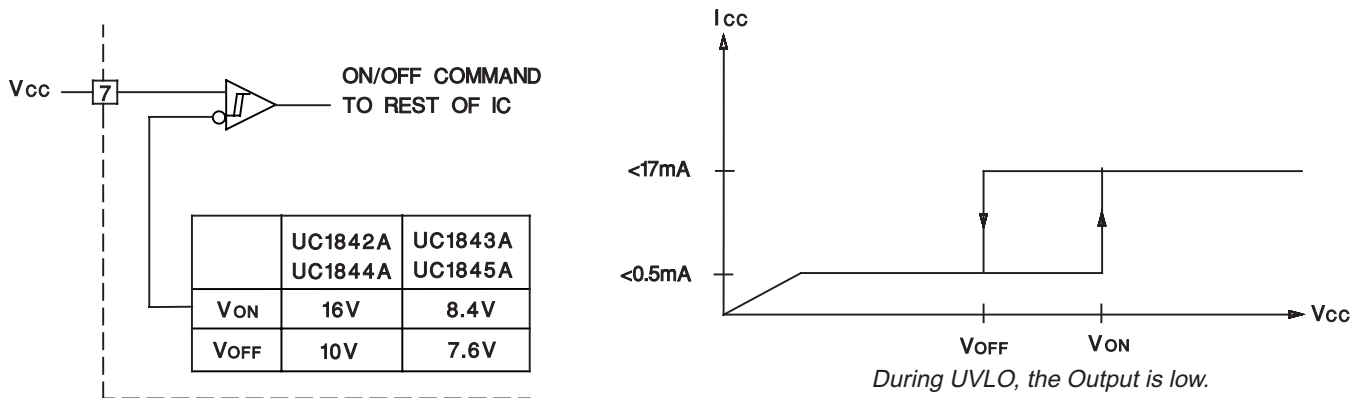 Vcc
7
ON/OFF COMMAND
TO REST OF IC
UC1842A UC1843A
UC1844A UC1845A
VON 16V 8.4V
VOFF 10V 7.6V
Icc
<17mA
<0.5mA
Vcc
VOFF VON
During UVLO, the Output is low.